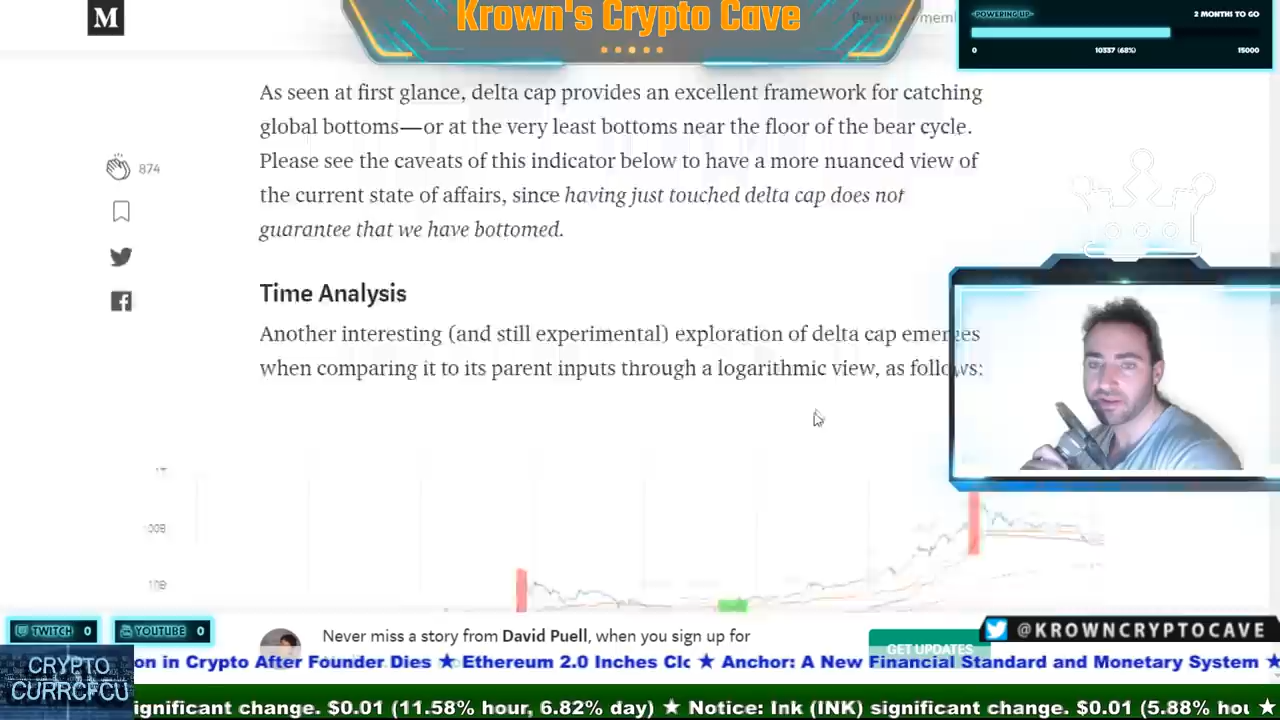 M
Krown's Crypto Cave
POWERING UP
2 MONTHS TO GO
0
10337 (68%)
15000
As seen at first glance, delta cap provides an excellent framework for catching
global bottoms—or at the very least bottoms near the floor of the bear cycle.
Please see the caveats of this indicator below to have a more nuanced view of
the current state of affairs, since having just touched delta cap does not
guarantee that we have bottomed.
874
Time Analysis
Another interesting (and still experimental) exploration of delta cap emerges
when comparing it to its parent inputs through a logarithmic view, as follows:
1T
100B
10B
Never miss a story from David Puell, when you sign up for
GET UPDATES
TWITCH 0
YOUTUBE 0
@KROWNCRYPTOCAVE
CRYPTO
on in Crypto After Founder Dies ★ Ethereum 2.0 Inches Clc ★ Anchor: A New Financial Standard and Monetary System ★
ignificant change. $0.01 (11.58% hour, 6.82% day) ★ Notice: Ink (INK) significant change. $0.01 (5.88% hou ★